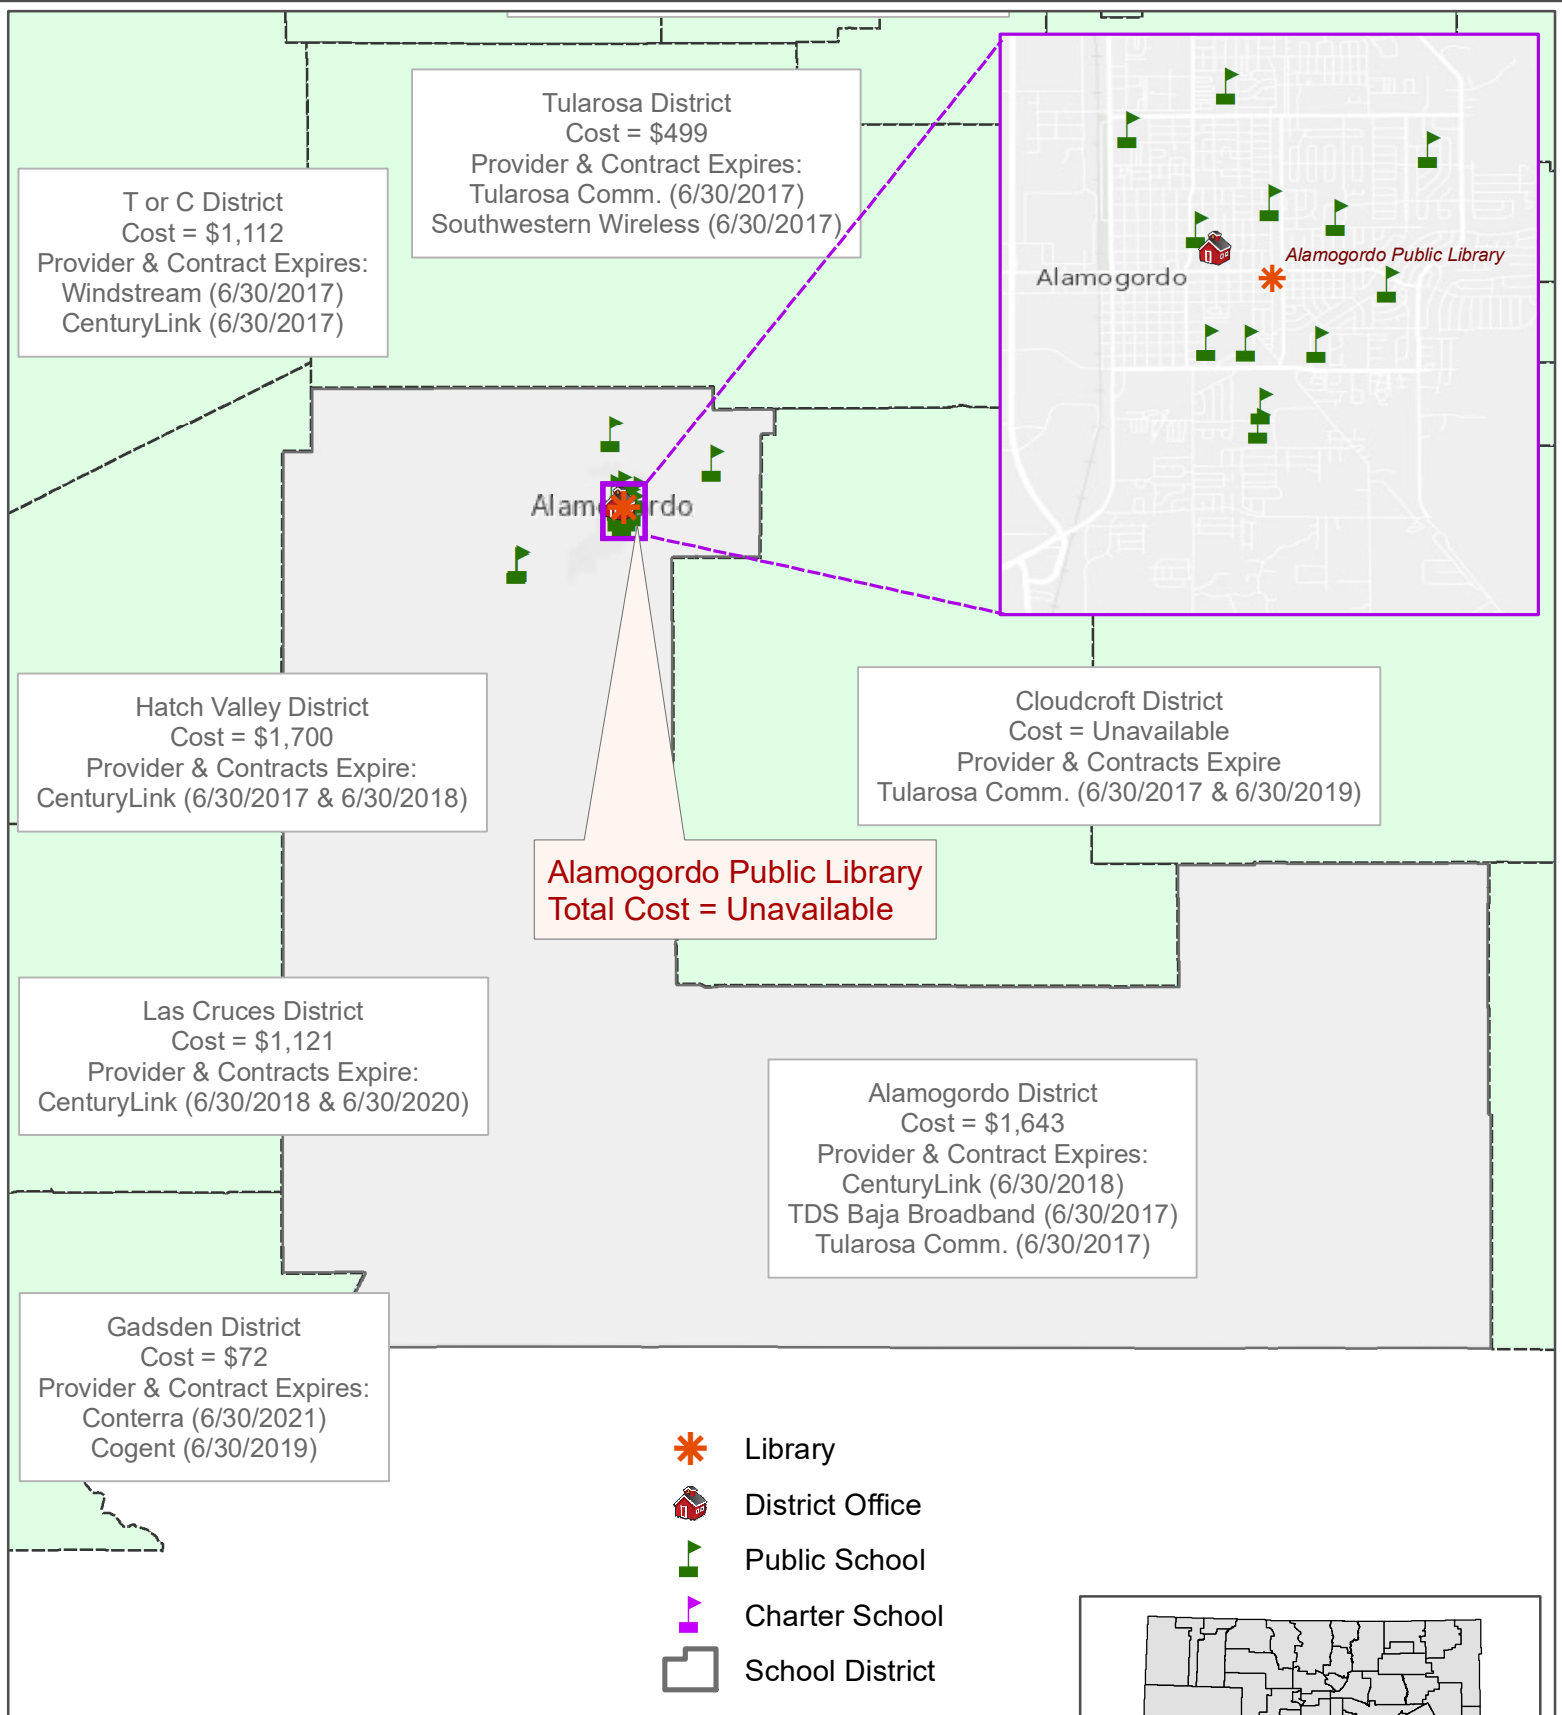 Tularosa District
Cost = $499
Provider & Contract Expires:
Tularosa Comm. (6/30/2017)
Southwestern Wireless (6/30/2017)
T or C District
Cost = $1,112
Provider & Contract Expires:
Windstream (6/30/2017)
CenturyLink (6/30/2017)
Alamogordo Public Library
Alamogordo
Hatch Valley District
Cost = $1,700
Provider & Contracts Expire:
CenturyLink (6/30/2017 & 6/30/2018)
Cloudcroft District
Cost = Unavailable
Provider & Contracts Expire
Tularosa Comm. (6/30/2017 & 6/30/2019)
Alamogordo Public Library
Total Cost = Unavailable
Las Cruces District
Cost = $1,121
Provider & Contracts Expire:
CenturyLink (6/30/2018 & 6/30/2020)
Alamogordo District
Cost = $1,643
Provider & Contract Expires:
CenturyLink (6/30/2018)
TDS Baja Broadband (6/30/2017)
Tularosa Comm. (6/30/2017)
Gadsden District
Cost = $72
Provider & Contract Expires:
Conterra (6/30/2021)
Cogent (6/30/2019)
Library
District Office
Public School
Charter School
School District